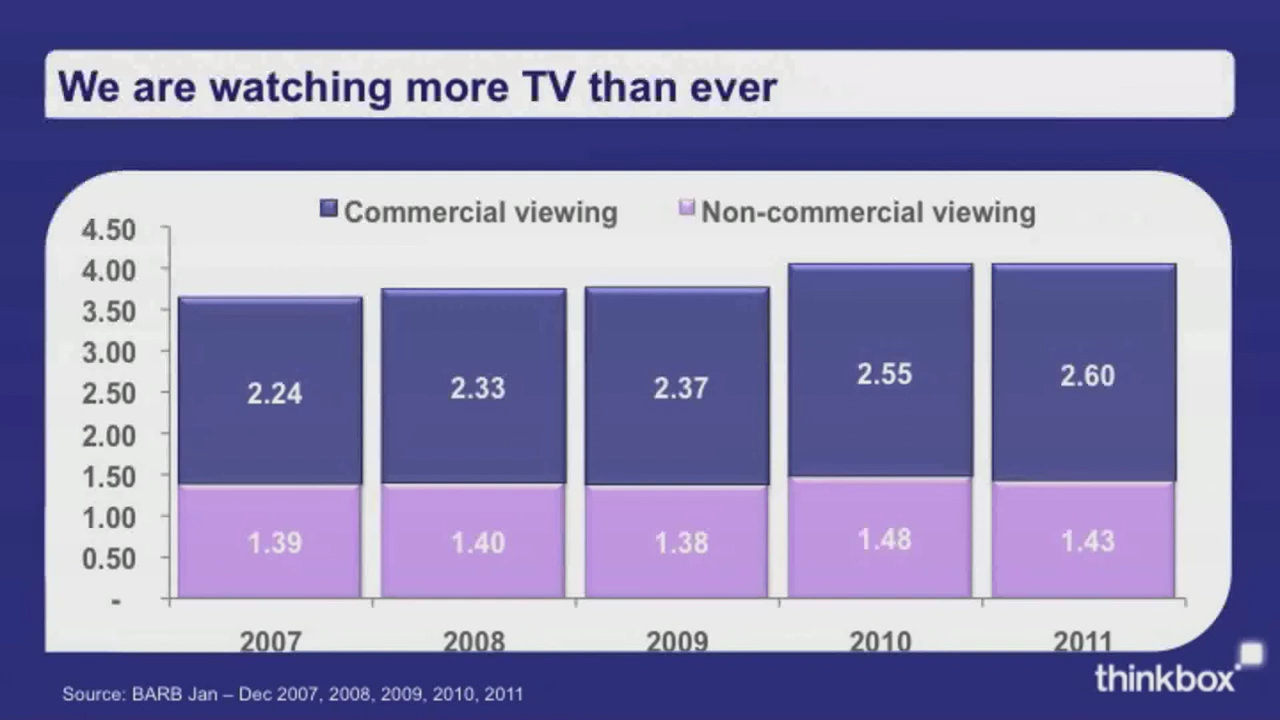 We are watching more TV than ever
Commercial viewing Non-commercial viewing
4.50
4.00
3.50
3.00
2.50
2.00
1.50
1.00
0.50
-
2.24 2.33 2.37 2.55 2.60
1.39 1.40 1.38 1.48 1.43
2007 2008 2009 2010 2011
Source: BARB Jan – Dec 2007, 2008, 2009, 2010, 2011
thinkbox